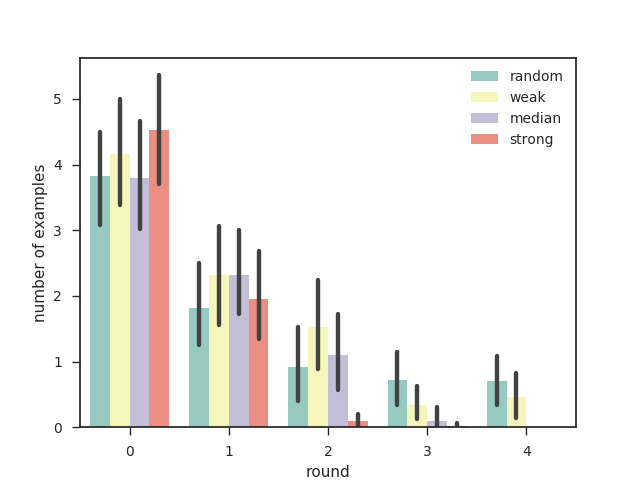 random
weak
median
strong
number of examples
5
4
3
2
1
0
0 1 2 3 4
round